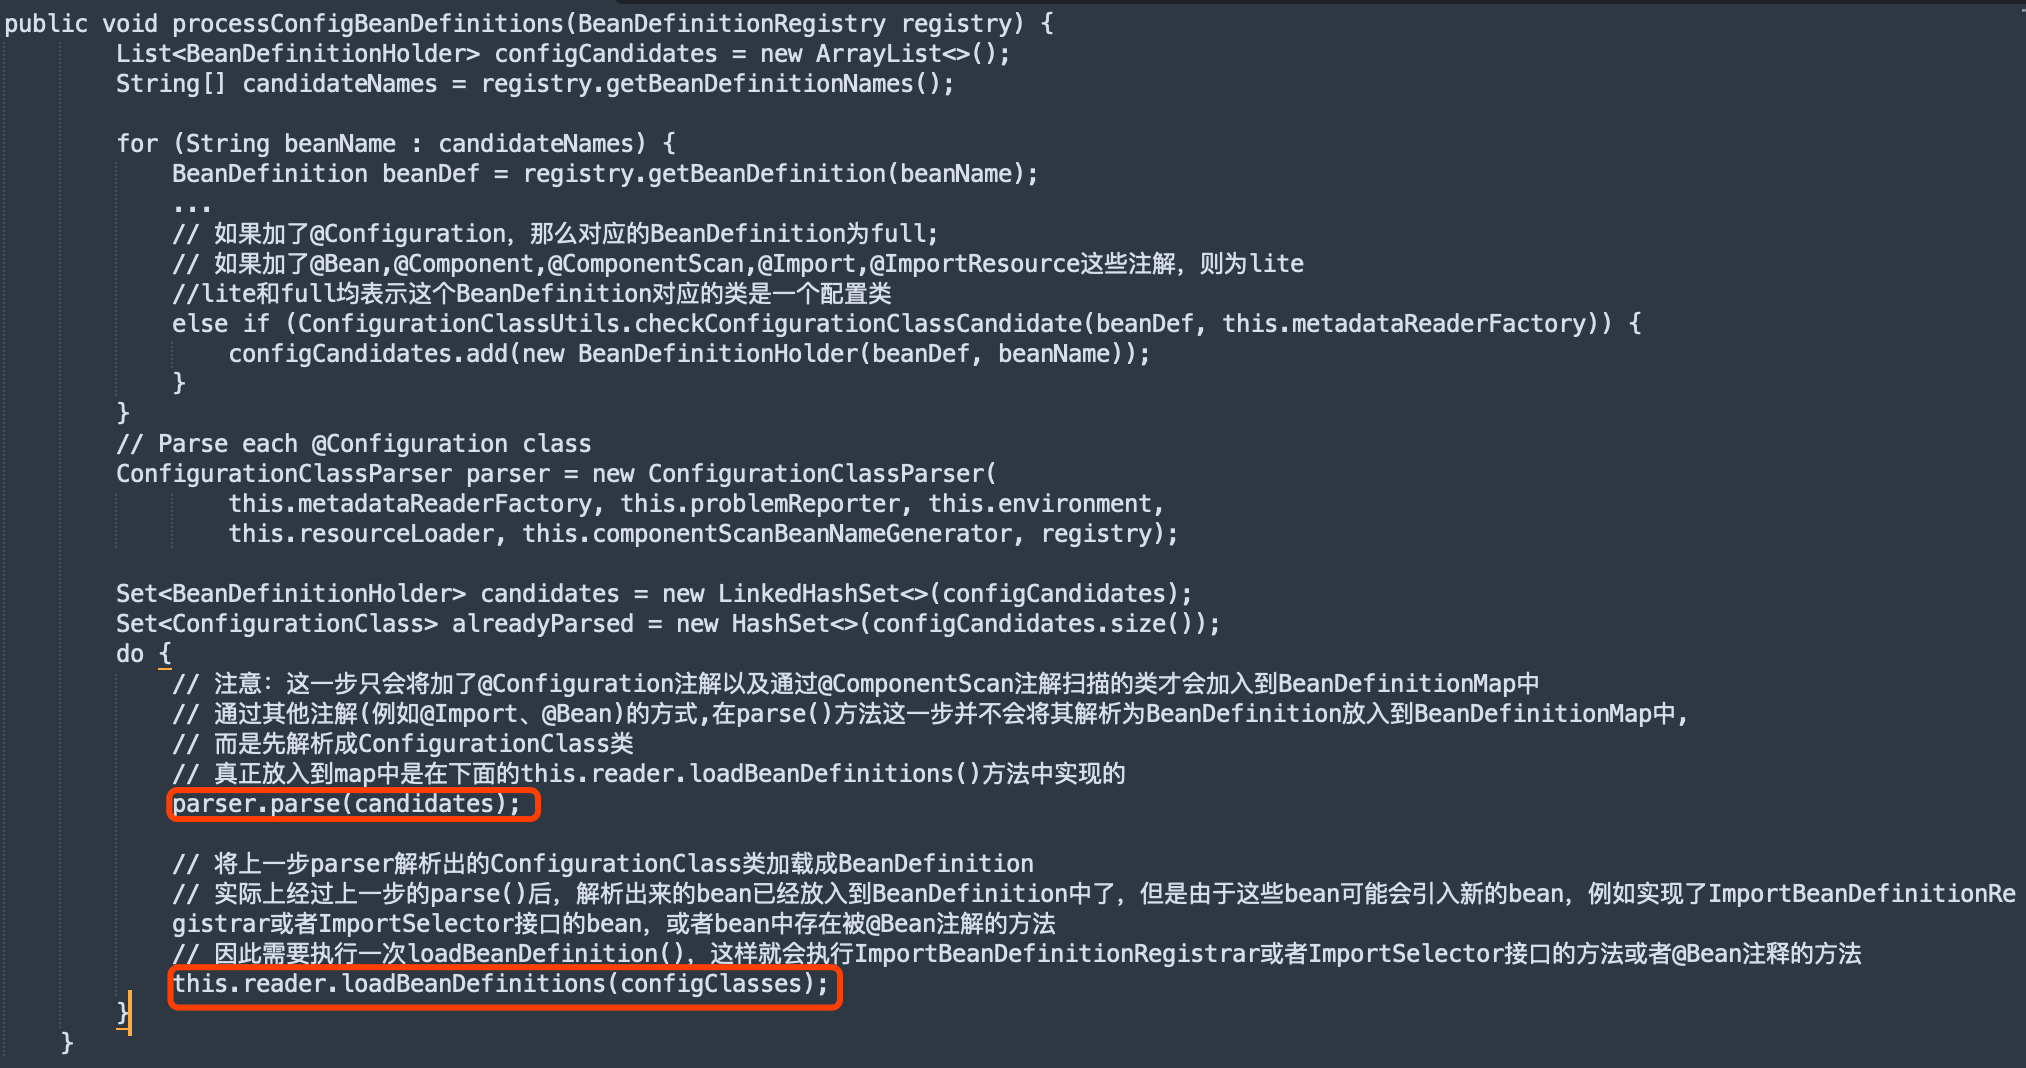 public void processConfigBeanDefinitions(BeanDefinitionRegistry registry) {
List<BeanDefinitionHolder> configCandidates = new ArrayList<>();
String[] candidateNames = registry.getBeanDefinitionNames();
for (String beanName : candidateNames) {
BeanDefinition beanDef = registry.getBeanDefinition(beanName);
...
// 如果加了@Configuration，那么对应的BeanDefinition为full;
// 如果加了@Bean,@Component,@ComponentScan,@Import,@ImportResource这些注解，则为lite
//lite和full均表示这个BeanDefinition对应的类是一个配置类
else if (ConfigurationClassUtils.checkConfigurationClassCandidate(beanDef, this.metadataReaderFactory)) {
configCandidates.add(new BeanDefinitionHolder(beanDef, beanName));
}
}
// Parse each @Configuration class
ConfigurationClassParser parser = new ConfigurationClassParser(
this.metadataReaderFactory, this.problemReporter, this.environment,
this.resourceLoader, this.componentScanBeanNameGenerator, registry);
Set<BeanDefinitionHolder> candidates = new LinkedHashSet<>(configCandidates);
Set<ConfigurationClass> alreadyParsed = new HashSet<>(configCandidates.size());
do {
// 注意：这一步只会将加了@Configuration注解以及通过@ComponentScan注解扫描的类才会加入到BeanDefinitionMap中
// 通过其他注解(例如@Import、@Bean)的方式,在parse()方法这一步并不会将其解析为BeanDefinition放入到BeanDefinitionMap中,
// 而是先解析成ConfigurationClass类
// 真正放入到map中是在下面的this.reader.loadBeanDefinitions()方法中实现的
parser.parse(candidates);
// 将上一步parser解析出的ConfigurationClass类加载成BeanDefinition
// 实际上经过上一步的parse()后，解析出来的bean已经放入到BeanDefinition中了，但是由于这些bean可能会引入新的bean，例如实现了ImportBeanDefinitionRe
gistrar或者ImportSelector接口的bean，或者bean中存在被@Bean注解的方法
// 因此需要执行一次loadBeanDefinition()，这样就会执行ImportBeanDefinitionRegistrar或者ImportSelector接口的方法或者@Bean注释的方法
this.reader.loadBeanDefinitions(configClasses);
}
}